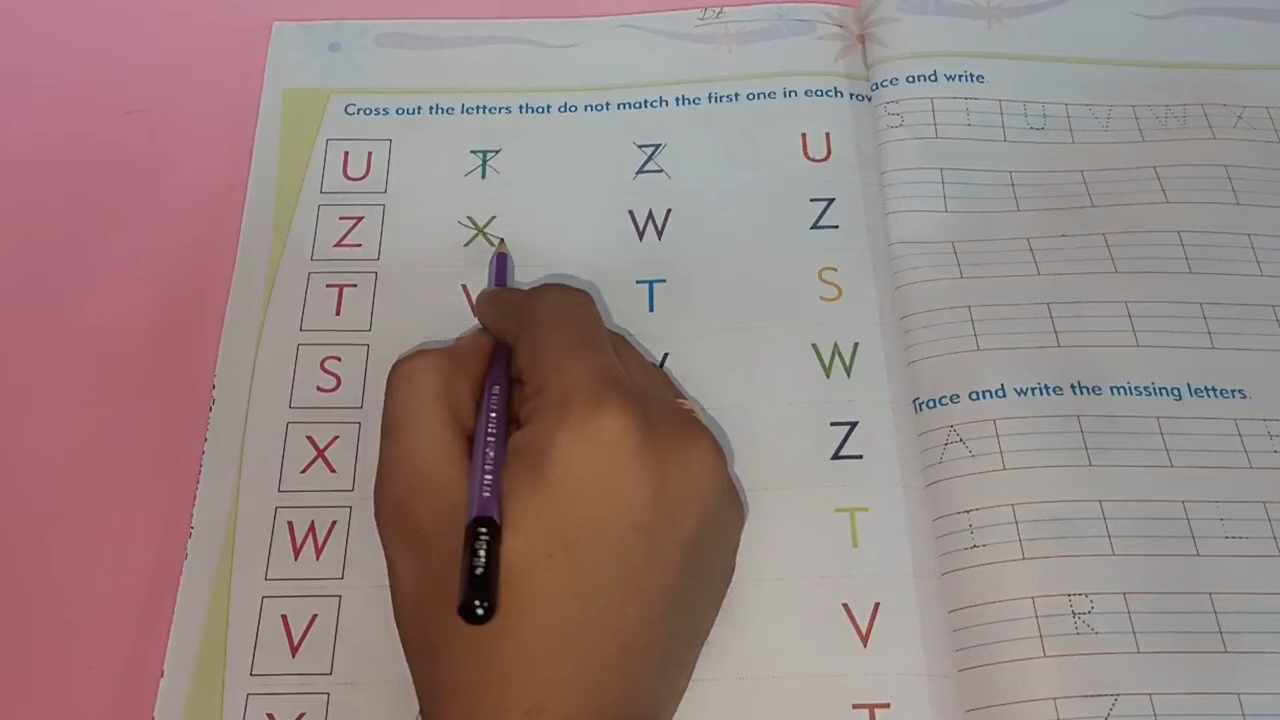 Cross out the letters that do not match the first one in each row
U T Z U
Z X W Z
T T S
S W
X Z
W T
V V
T
ace and write.
S T U V W X
Trace and write the missing letters.
A
I L
R